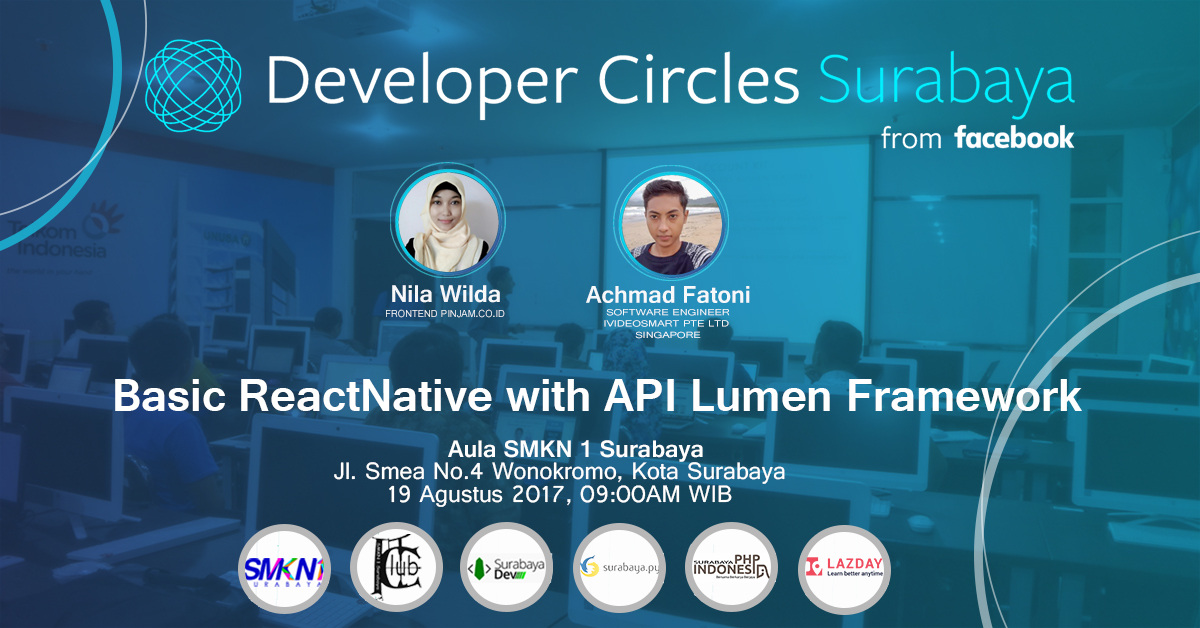 Developer Circles Surabaya
from facebook
Telkom
Indonesia
Nila Wilda
FRONTEND PINJAM.CO.ID
Achmad Fatoni
SOFTWARE ENGINEER
IVIDEOSMART PTE LTD
SINGAPORE
Basic ReactNative with API Lumen Framework
Aula SMKN 1 Surabaya
Jl. Smea No.4 Wonokromo, Kota Surabaya
19 Agustus 2017, 09:00AM WIB
SMKN1
SURABAYA
Club
Surabaya
Dev
surabaya.py
SURABAYA PHP
INDONESIA
LAZDAY
Learn better anytime